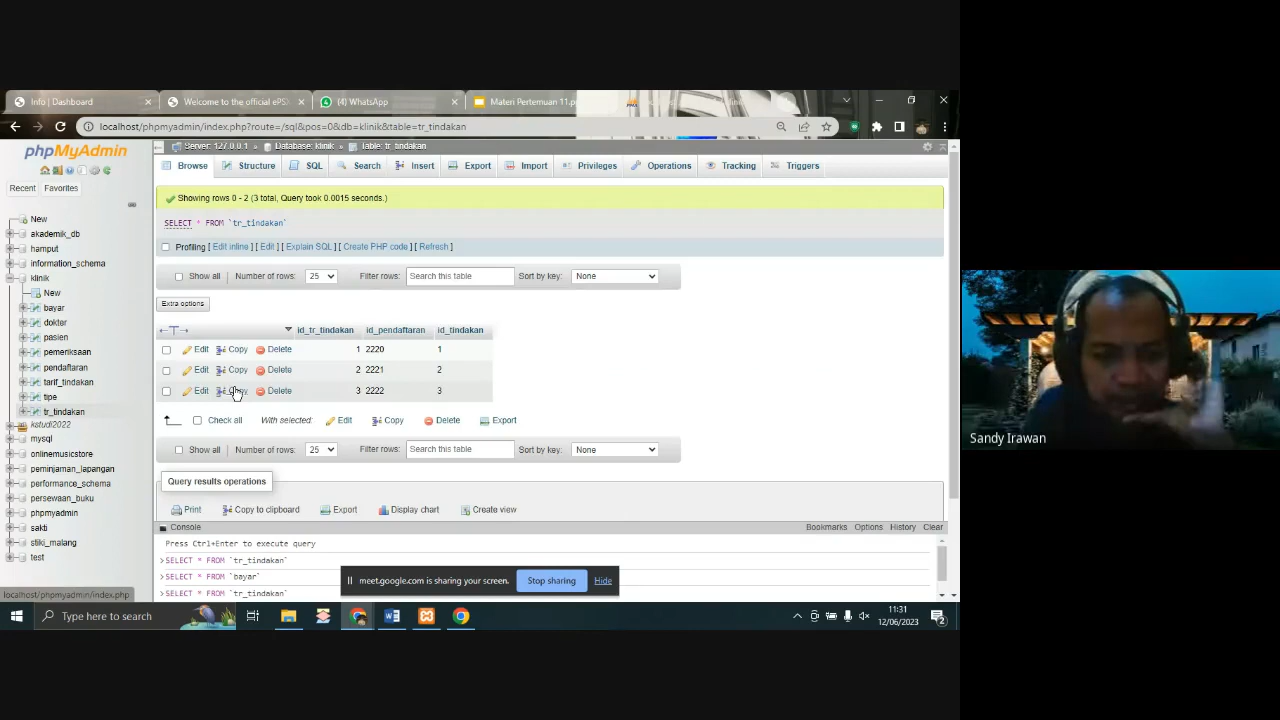 Info | Dashboard
Welcome to the official ePS
(4) WhatsApp
Materi Pertemuan 11.p
localhost/phpmyadmin/index.php?route=/sql&pos=0&db=klinik&table=tr_tindakan
phpMyAdmin
Recent
Favorites
New
akademik_db
hamput
information_schema
klinik
New
bayar
dokter
pasien
pemeriksaan
pendaftaran
tarif_tindakan
tipe
tr_tindakan
kstudi2022
mysql
onlinemusicstore
peminjaman_lapangan
performance_schema
persewaan_buku
phpmyadmin
sakti
stiki_malang
test
localhost/phpmyadmin/index.php
Server: 127.0.0.1 » Database: klinik » Table: tr_tindakan
Browse Structure SQL Search Insert Export Import Privileges Operations Tracking Triggers
Showing rows 0 - 2 (3 total, Query took 0.0015 seconds.)
SELECT * FROM `tr_tindakan`
Profiling [ Edit inline ] [ Edit ] [ Explain SQL ] [ Create PHP code ] [ Refresh ]
Show all Number of rows: 25 Filter rows: Search this table Sort by key: None
Extra options
←T→ id_tr_tindakan id_pendaftaran id_tindakan
Edit Copy Delete 1 2220 1
Edit Copy Delete 2 2221 2
Edit Copy Delete 3 2222 3
Check all With selected: Edit Copy Delete Export
Show all Number of rows: 25 Filter rows: Search this table Sort by key: None
Query results operations
Print Copy to clipboard Export Display chart Create view
Console Bookmarks Options History Clear
Press Ctrl+Enter to execute query
>SELECT * FROM `tr_tindakan`
>SELECT * FROM `bayar`
>SELECT * FROM `tr_tindakan`
meet.google.com is sharing your screen. Stop sharing Hide
Type here to search
11:31
12/06/2023
2
Sandy Irawan